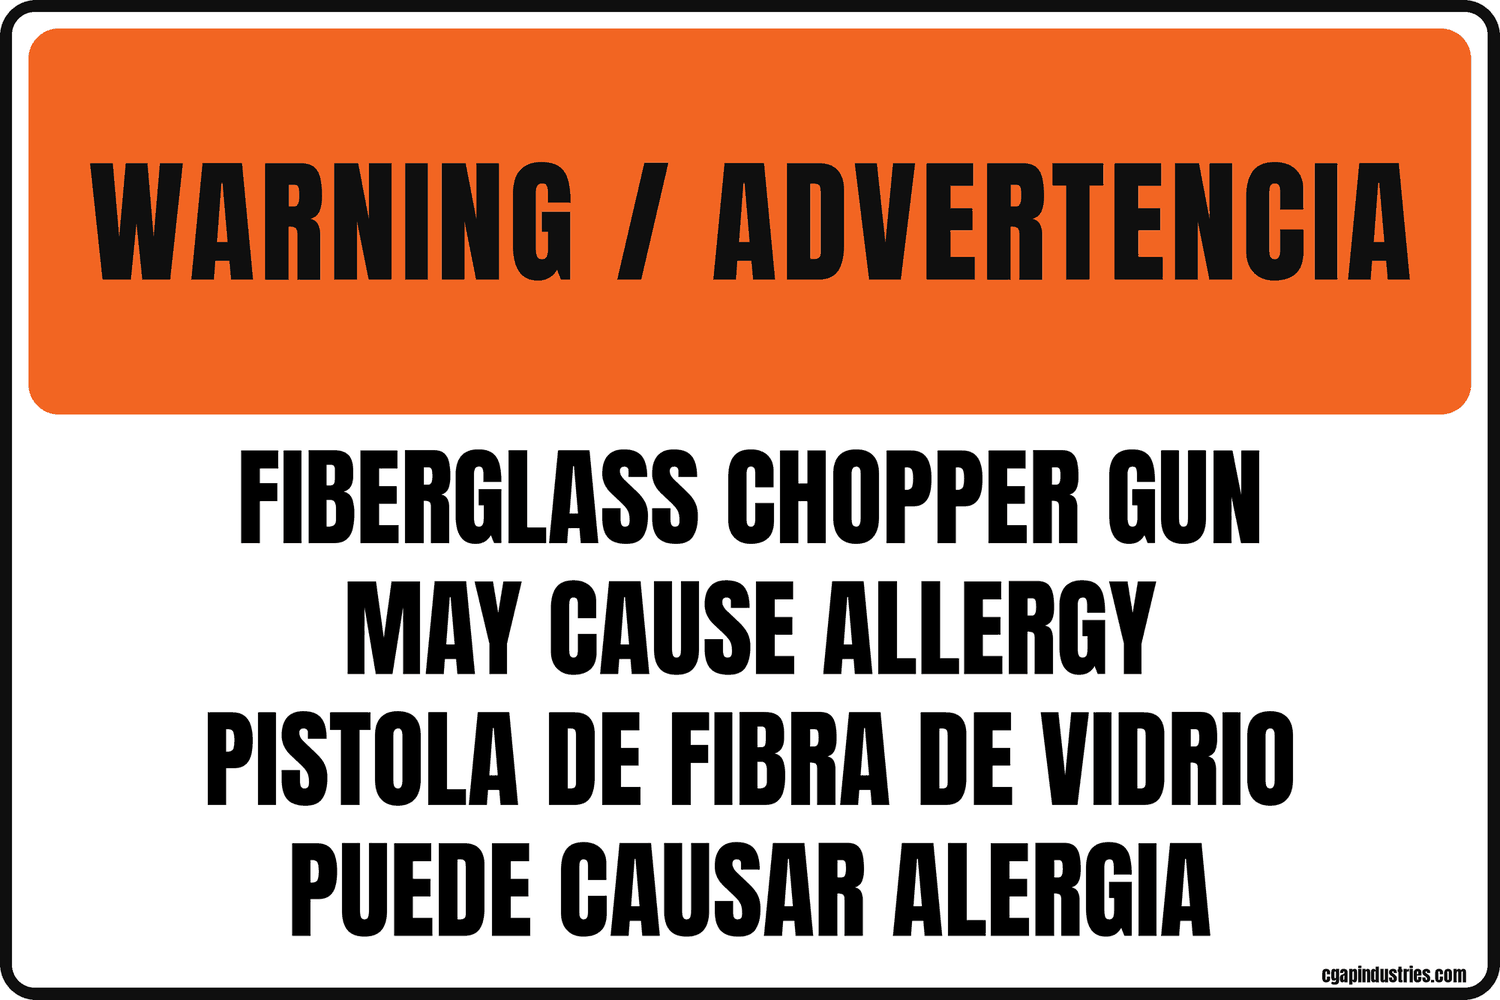 WARNING / ADVERTENCIA
FIBERGLASS CHOPPER GUN
MAY CAUSE ALLERGY
PISTOLA DE FIBRA DE VIDRIO
PUEDE CAUSAR ALERGIA
cgapindustries.com